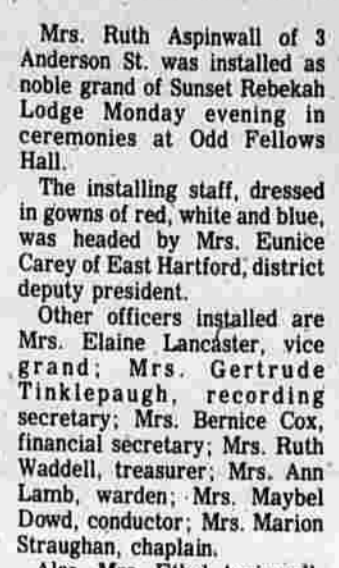 Mrs. Ruth Aspinwall of 3
Anderson St. was installed as
noble grand of Sunset Rebekah
Lodge Monday evening in
ceremonies at Odd Fellows
Hall.
The installing staff, dressed
in gowns of red, white and blue,
was headed by Mrs. Eunice
Carey of East Hartford, district
deputy president.
Other officers installed are
Mrs. Elaine Lancaster, vice
grand; Mrs. Gertrude
Tinklepaugh, recording
secretary; Mrs. Bernice Cox,
financial secretary; Mrs. Ruth
Waddell, treasurer; Mrs. Ann
Lamb, warden; Mrs. Maybel
Dowd, conductor; Mrs. Marion
Straughan, chaplain.